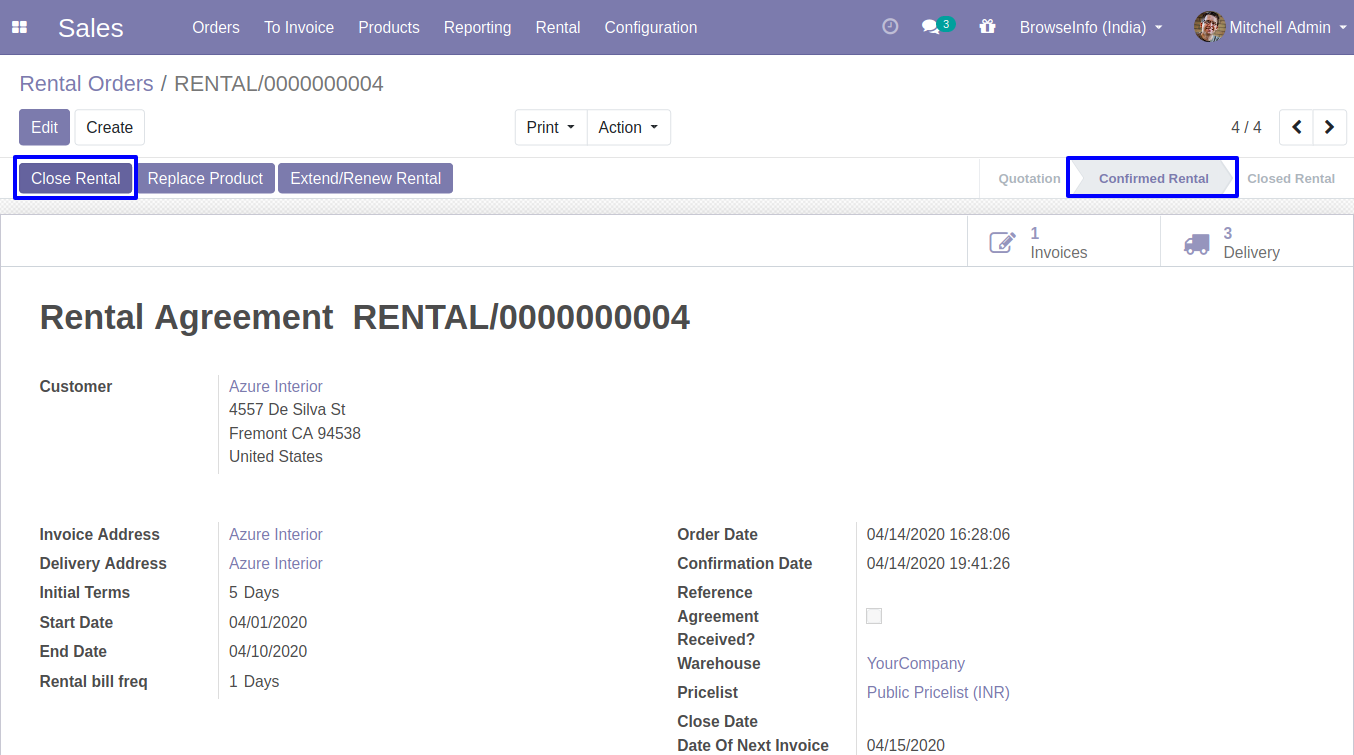 Sales Orders To Invoice Products Reporting Rental Configuration 3 BrowseInfo (India) Mitchell Admin
Rental Orders / RENTAL/0000000004
Edit Create Print Action 4 / 4
Close Rental Replace Product Extend/Renew Rental Quotation Confirmed Rental Closed Rental
1
Invoices
3
Delivery
Rental Agreement RENTAL/0000000004
Customer Azure Interior
4557 De Silva St
Fremont CA 94538
United States
Invoice Address Azure Interior
Delivery Address Azure Interior
Initial Terms 5 Days
Start Date 04/01/2020
End Date 04/10/2020
Rental bill freq 1 Days
Order Date 04/14/2020 16:28:06
Confirmation Date 04/14/2020 19:41:26
Reference
Agreement
Received?
Warehouse YourCompany
Pricelist Public Pricelist (INR)
Close Date
Date Of Next Invoice 04/15/2020